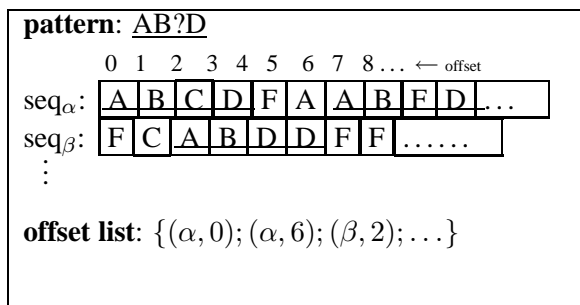 pattern: AB?D
0 1 2 3 4 5 6 7 8 ... ← offset
seqα: A B C D F A A B F D ...
seqβ: F C A B D D F F ......
⋮
offset list: {(α, 0); (α, 6); (β, 2); ...}